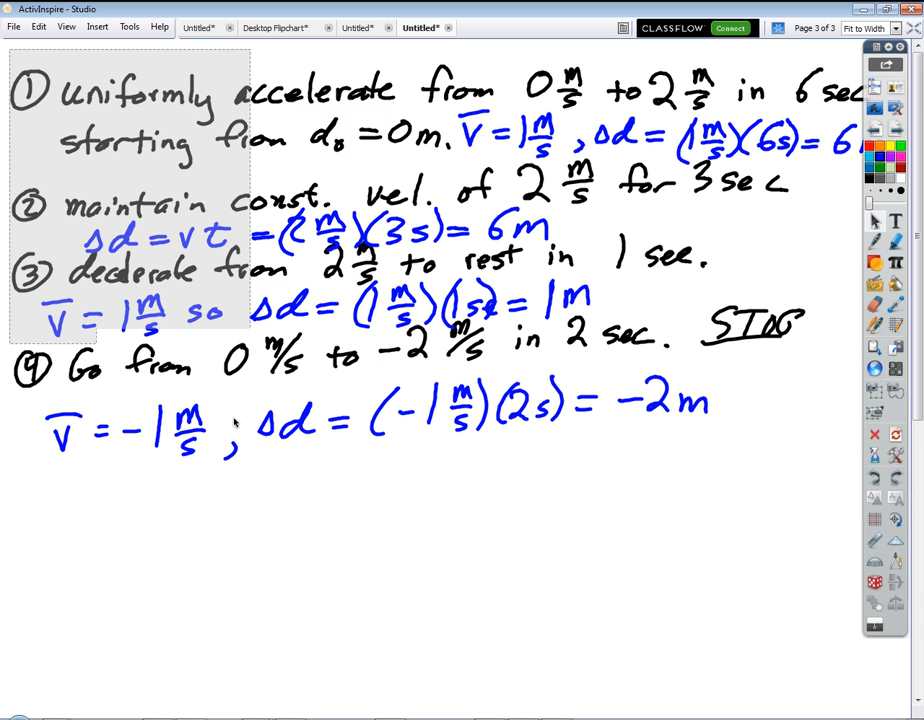 ActivInspire - Studio
File Edit View Insert Tools Help Untitled* Desktop Flipchart* Untitled* Untitled* CLASSFLOW Connect Page 3 of 3 Fit to Width
① uniformly accelerate from 0 m/s to 2 m/s in 6 sec
starting from d₀ = 0m. v̅ = 1 m/s, Δd = (1 m/s)(6s) = 6
② maintain const. vel. of 2 m/s for 3 sec
Δd = vt = (2 m/s)(3s) = 6m
③ decelerate from 2 m/s to rest in 1 sec.
v̅ = 1 m/s so Δd = (1 m/s)(1s) = 1m
④ Go from 0 m/s to -2 m/s in 2 sec. STOP
v̅ = -1 m/s, Δd = (-1 m/s)(2s) = -2m